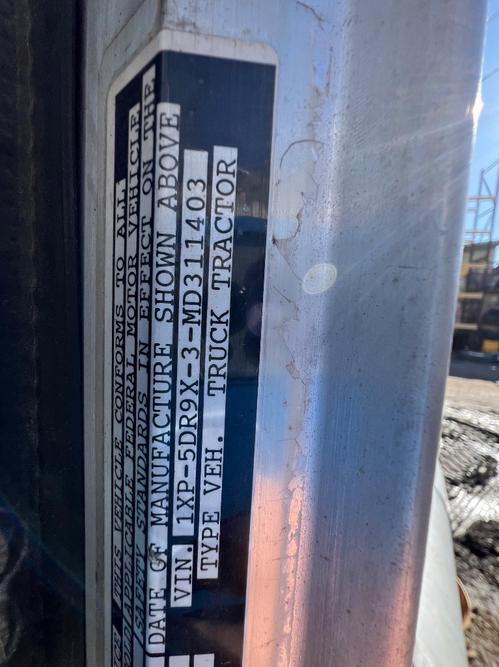 THIS VEHICLE CONFORMS TO ALL
APPLICABLE FEDERAL MOTOR VEHICLE
SAFETY STANDARDS IN EFFECT ON THE
DATE OF MANUFACTURE SHOWN ABOVE
VIN. 1XP-5DR9X-3-MD311403
TYPE VEH. TRUCK TRACTOR